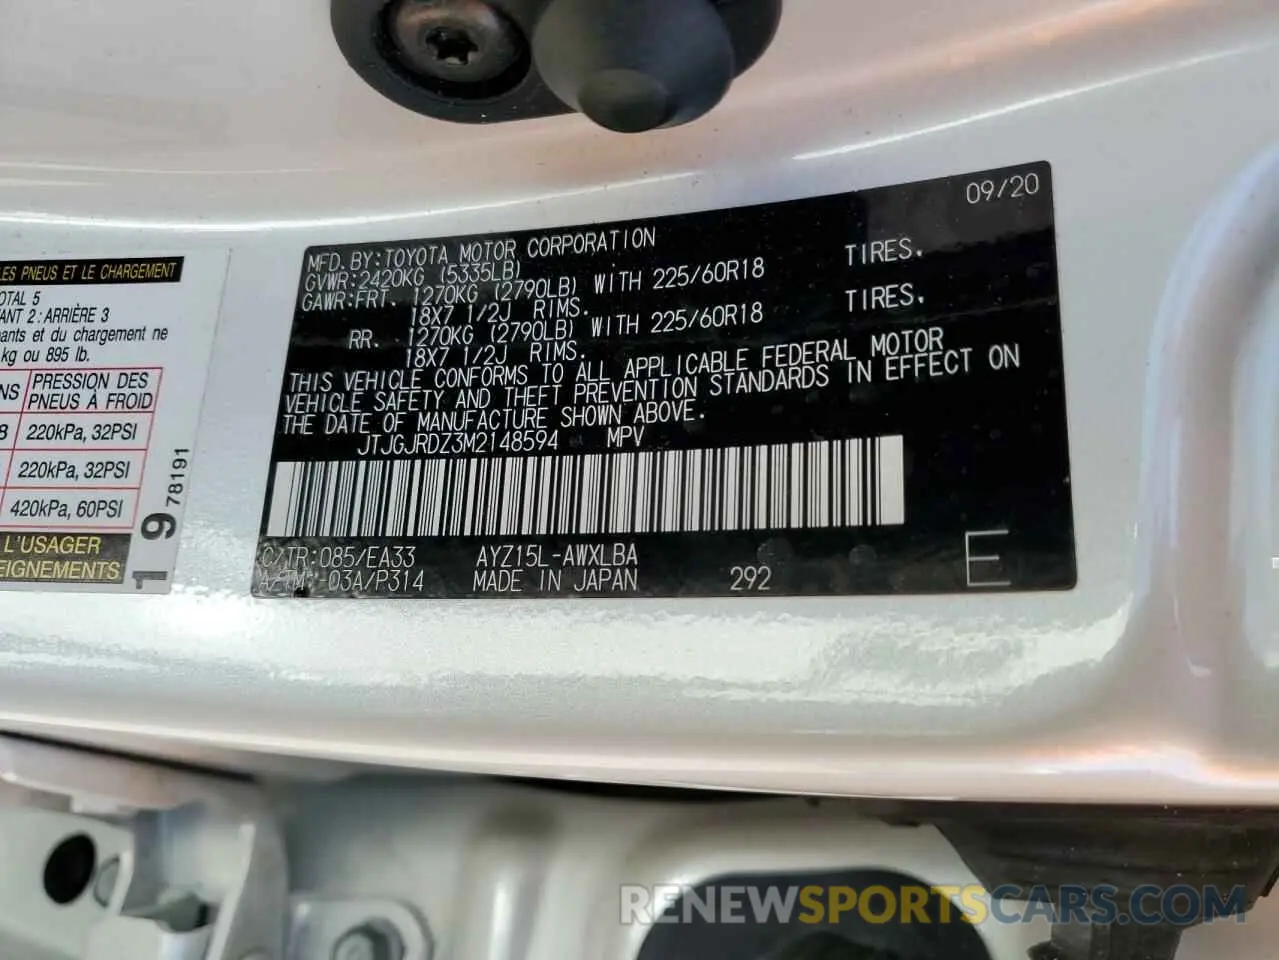 LES PNEUS ET LE CHARGEMENT
TOTAL 5
ANT 2 : ARRIÈRE 3
ants et du chargement ne
kg ou 895 lb.
NS PRESSION DES PNEUS À FROID
220kPa, 32PSI
220kPa, 32PSI
420kPa, 60PSI
L'USAGER
EIGNEMENTS
19 78191
09/20
MFD.BY:TOYOTA MOTOR CORPORATION
GVWR:2420KG (5335LB)
GAWR:FRT. 1270KG (2790LB) WITH 225/60R18 TIRES.
18X7 1/2J RIMS.
RR. 1270KG (2790LB) WITH 225/60R18 TIRES.
18X7 1/2J RIMS.
THIS VEHICLE CONFORMS TO ALL APPLICABLE FEDERAL MOTOR
VEHICLE SAFETY AND THEFT PREVENTION STANDARDS IN EFFECT ON
THE DATE OF MANUFACTURE SHOWN ABOVE.
JTJGJRDZ3M2148594 MPV
C/TR:085/EA33 AYZ15L-AWXLBA
A/TM: -03A/P314 MADE IN JAPAN 292 E
RENEWSPORTSCARS.COM